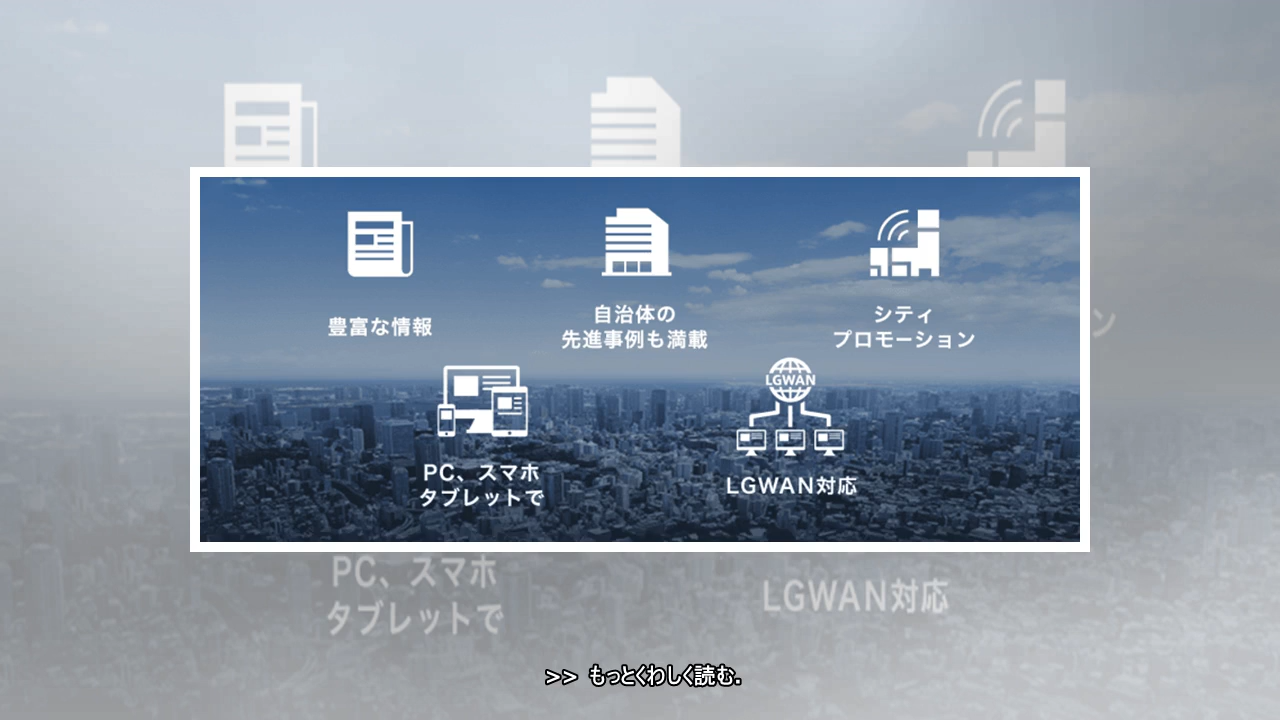 豊富な情報
自治体の
先進事例も満載
シティ
プロモーション
PC、スマホ
タブレットで
LGWAN
LGWAN対応
ン
PC、スマホ
タブレットで
LGWAN対応
>> もっとくわしく読む.